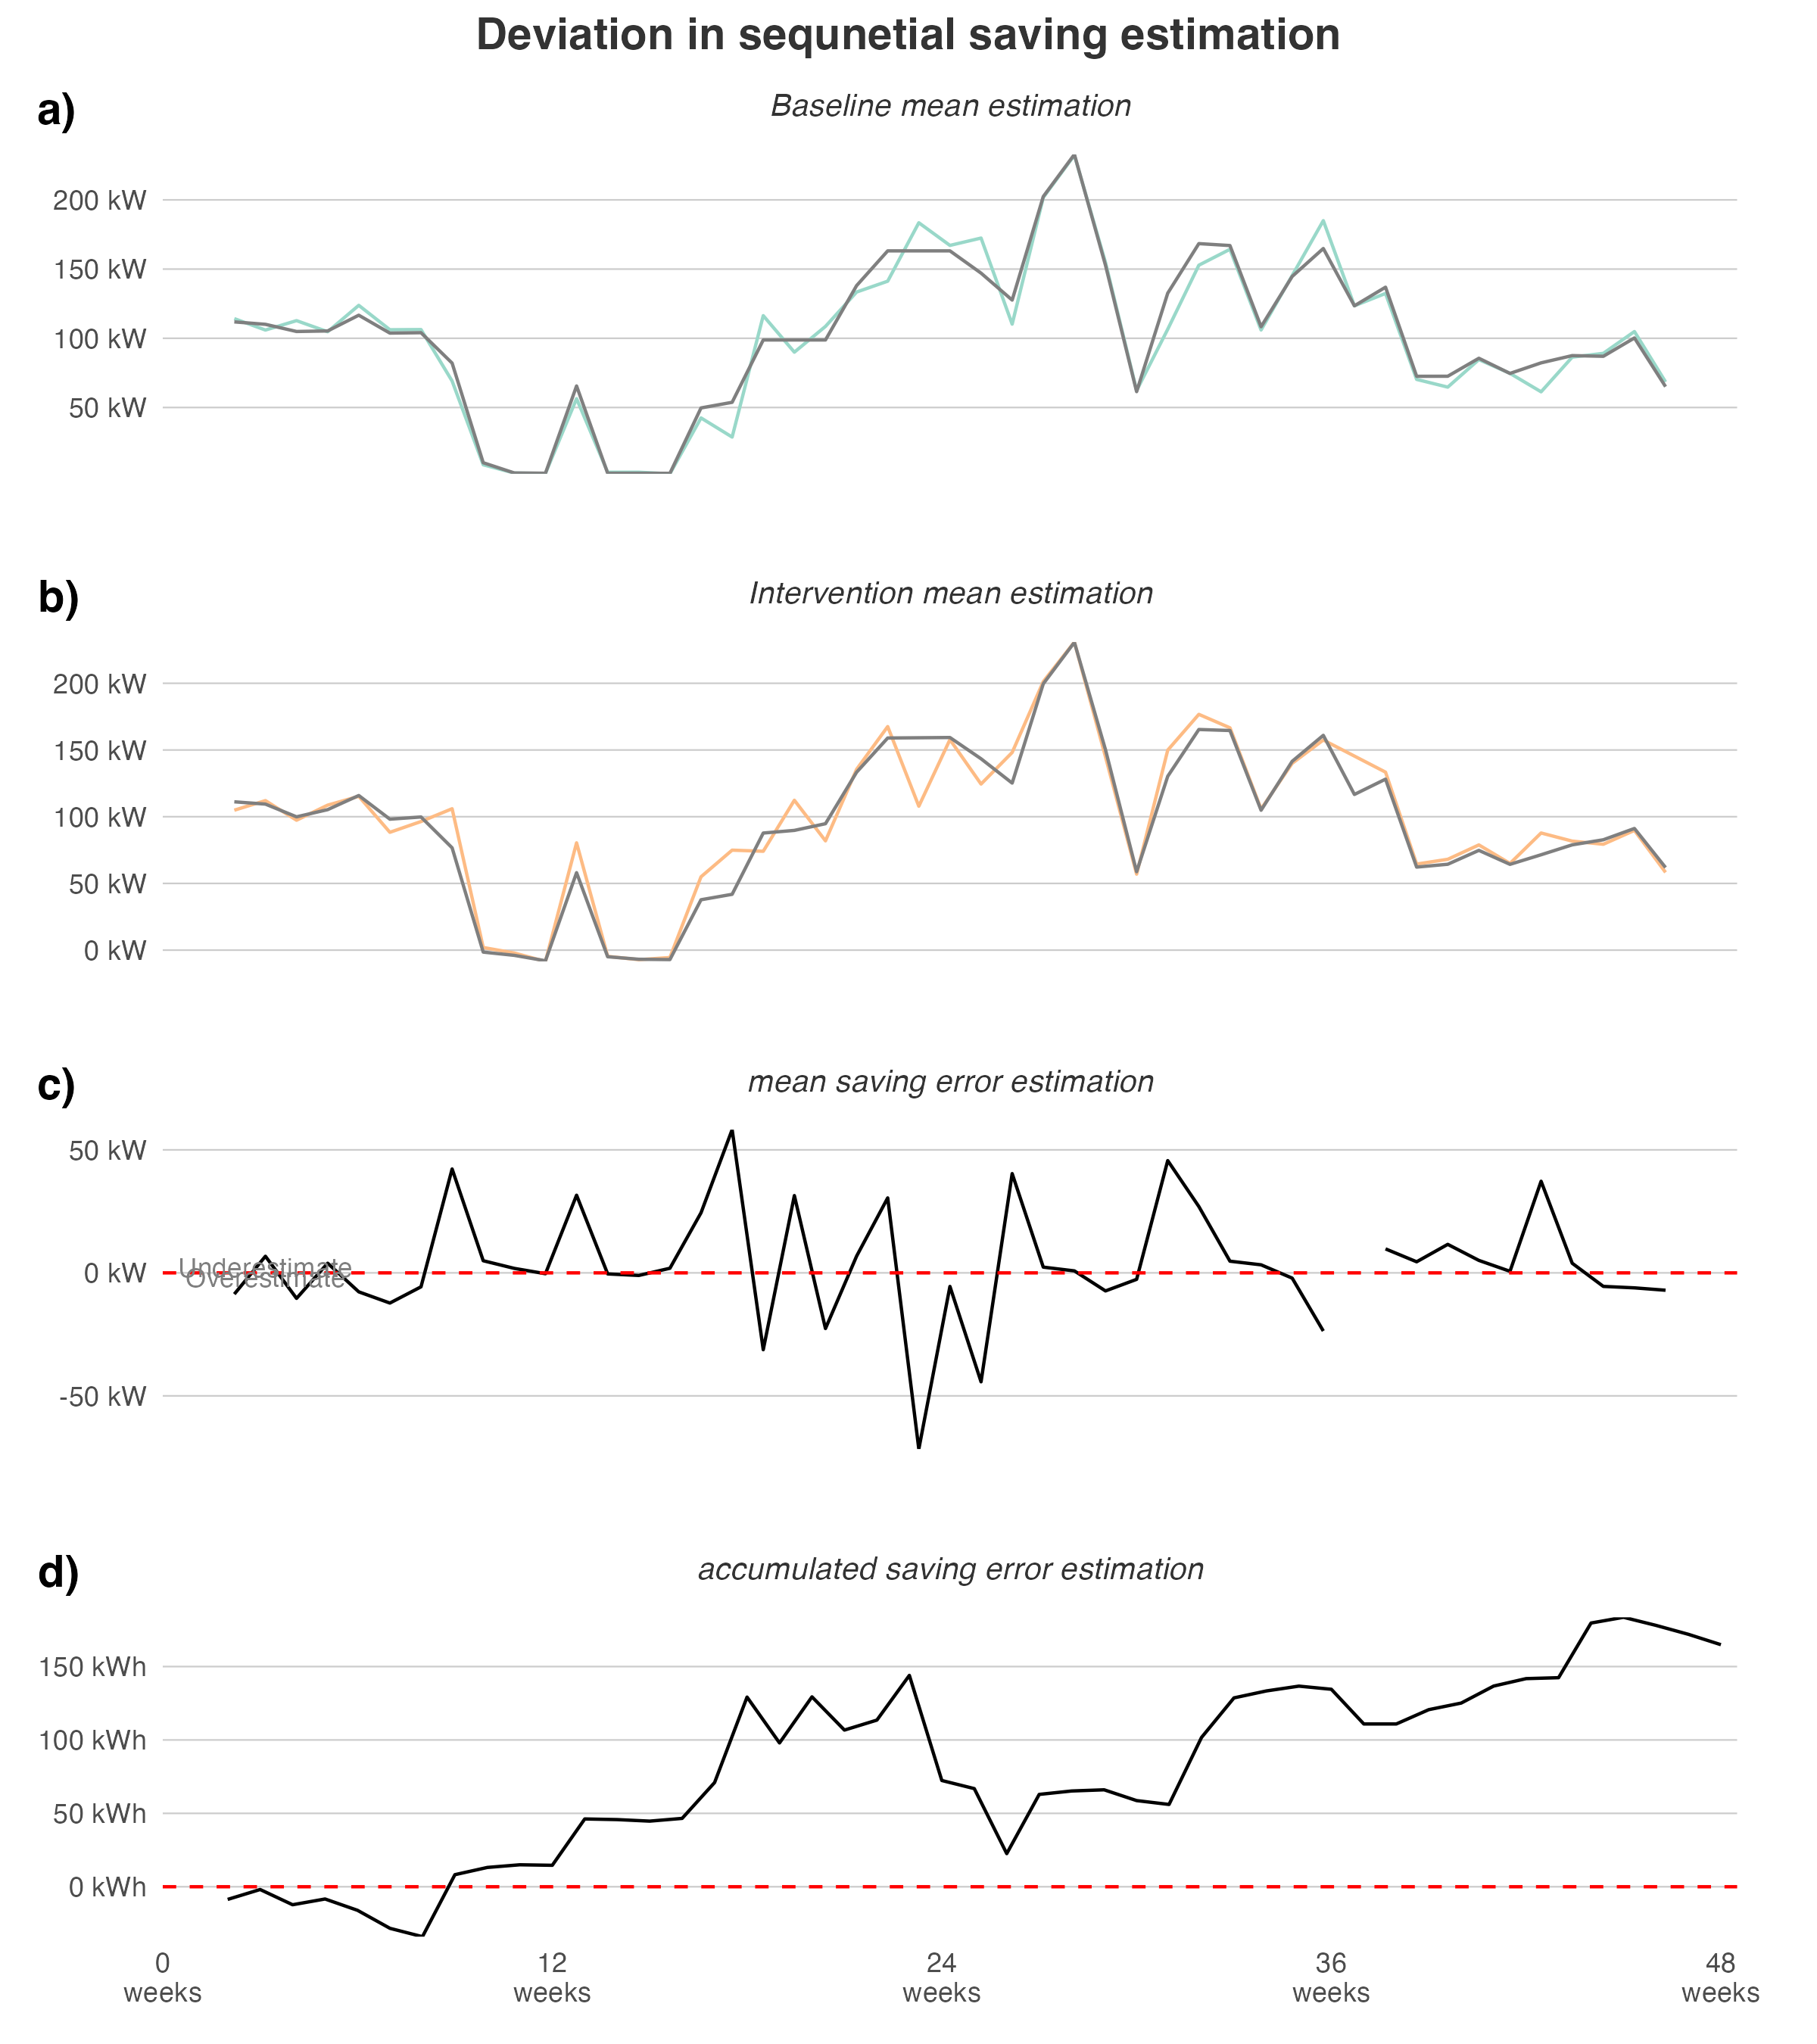 Deviation in sequnetial saving estimation
a)
Baseline mean estimation
200 kW
150 kW
100 kW
50 kW
b)
Intervention mean estimation
200 kW
150 kW
100 kW
50 kW
0 kW
c)
mean saving error estimation
50 kW
0 kW
-50 kW
Underestimate
Overestimate
d)
accumulated saving error estimation
150 kWh
100 kWh
50 kWh
0 kWh
0
weeks
12
weeks
24
weeks
36
weeks
48
weeks